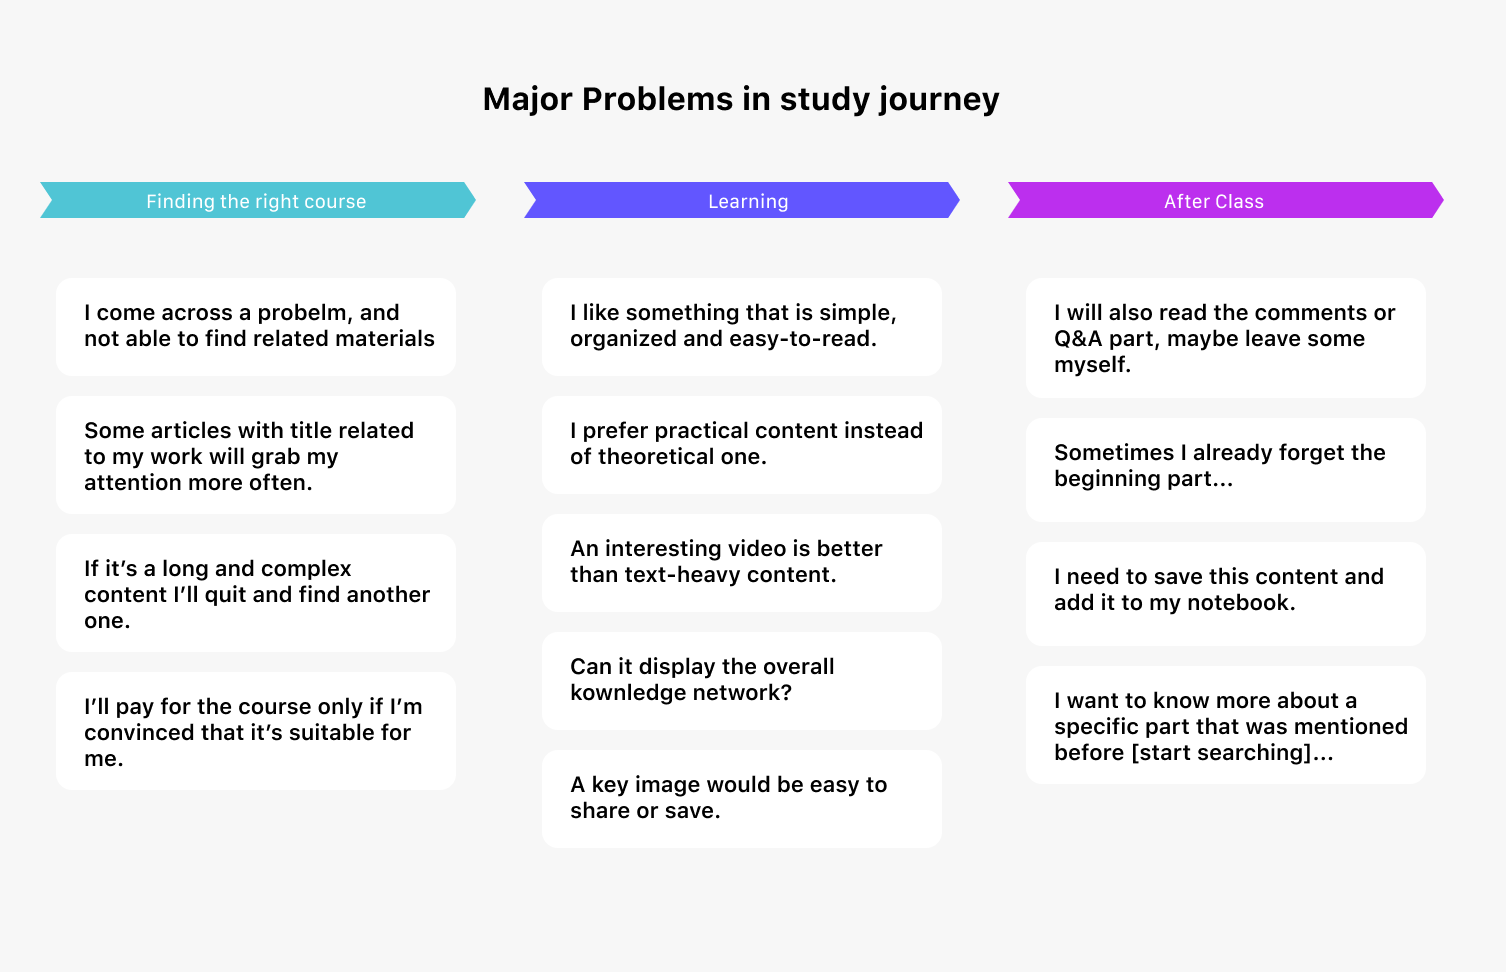 Major Problems in study journey
Finding the right course
Learning
After Class
I come across a probelm, and
not able to find related materials
Some articles with title related
to my work will grab my
attention more often.
If it’s a long and complex
content I’ll quit and find another
one.
I’ll pay for the course only if I’m
convinced that it’s suitable for
me.
I like something that is simple,
organized and easy-to-read.
I prefer practical content instead
of theoretical one.
An interesting video is better
than text-heavy content.
Can it display the overall
kownledge network?
A key image would be easy to
share or save.
I will also read the comments or
Q&A part, maybe leave some
myself.
Sometimes I already forget the
beginning part...
I need to save this content and
add it to my notebook.
I want to know more about a
specific part that was mentioned
before [start searching]...